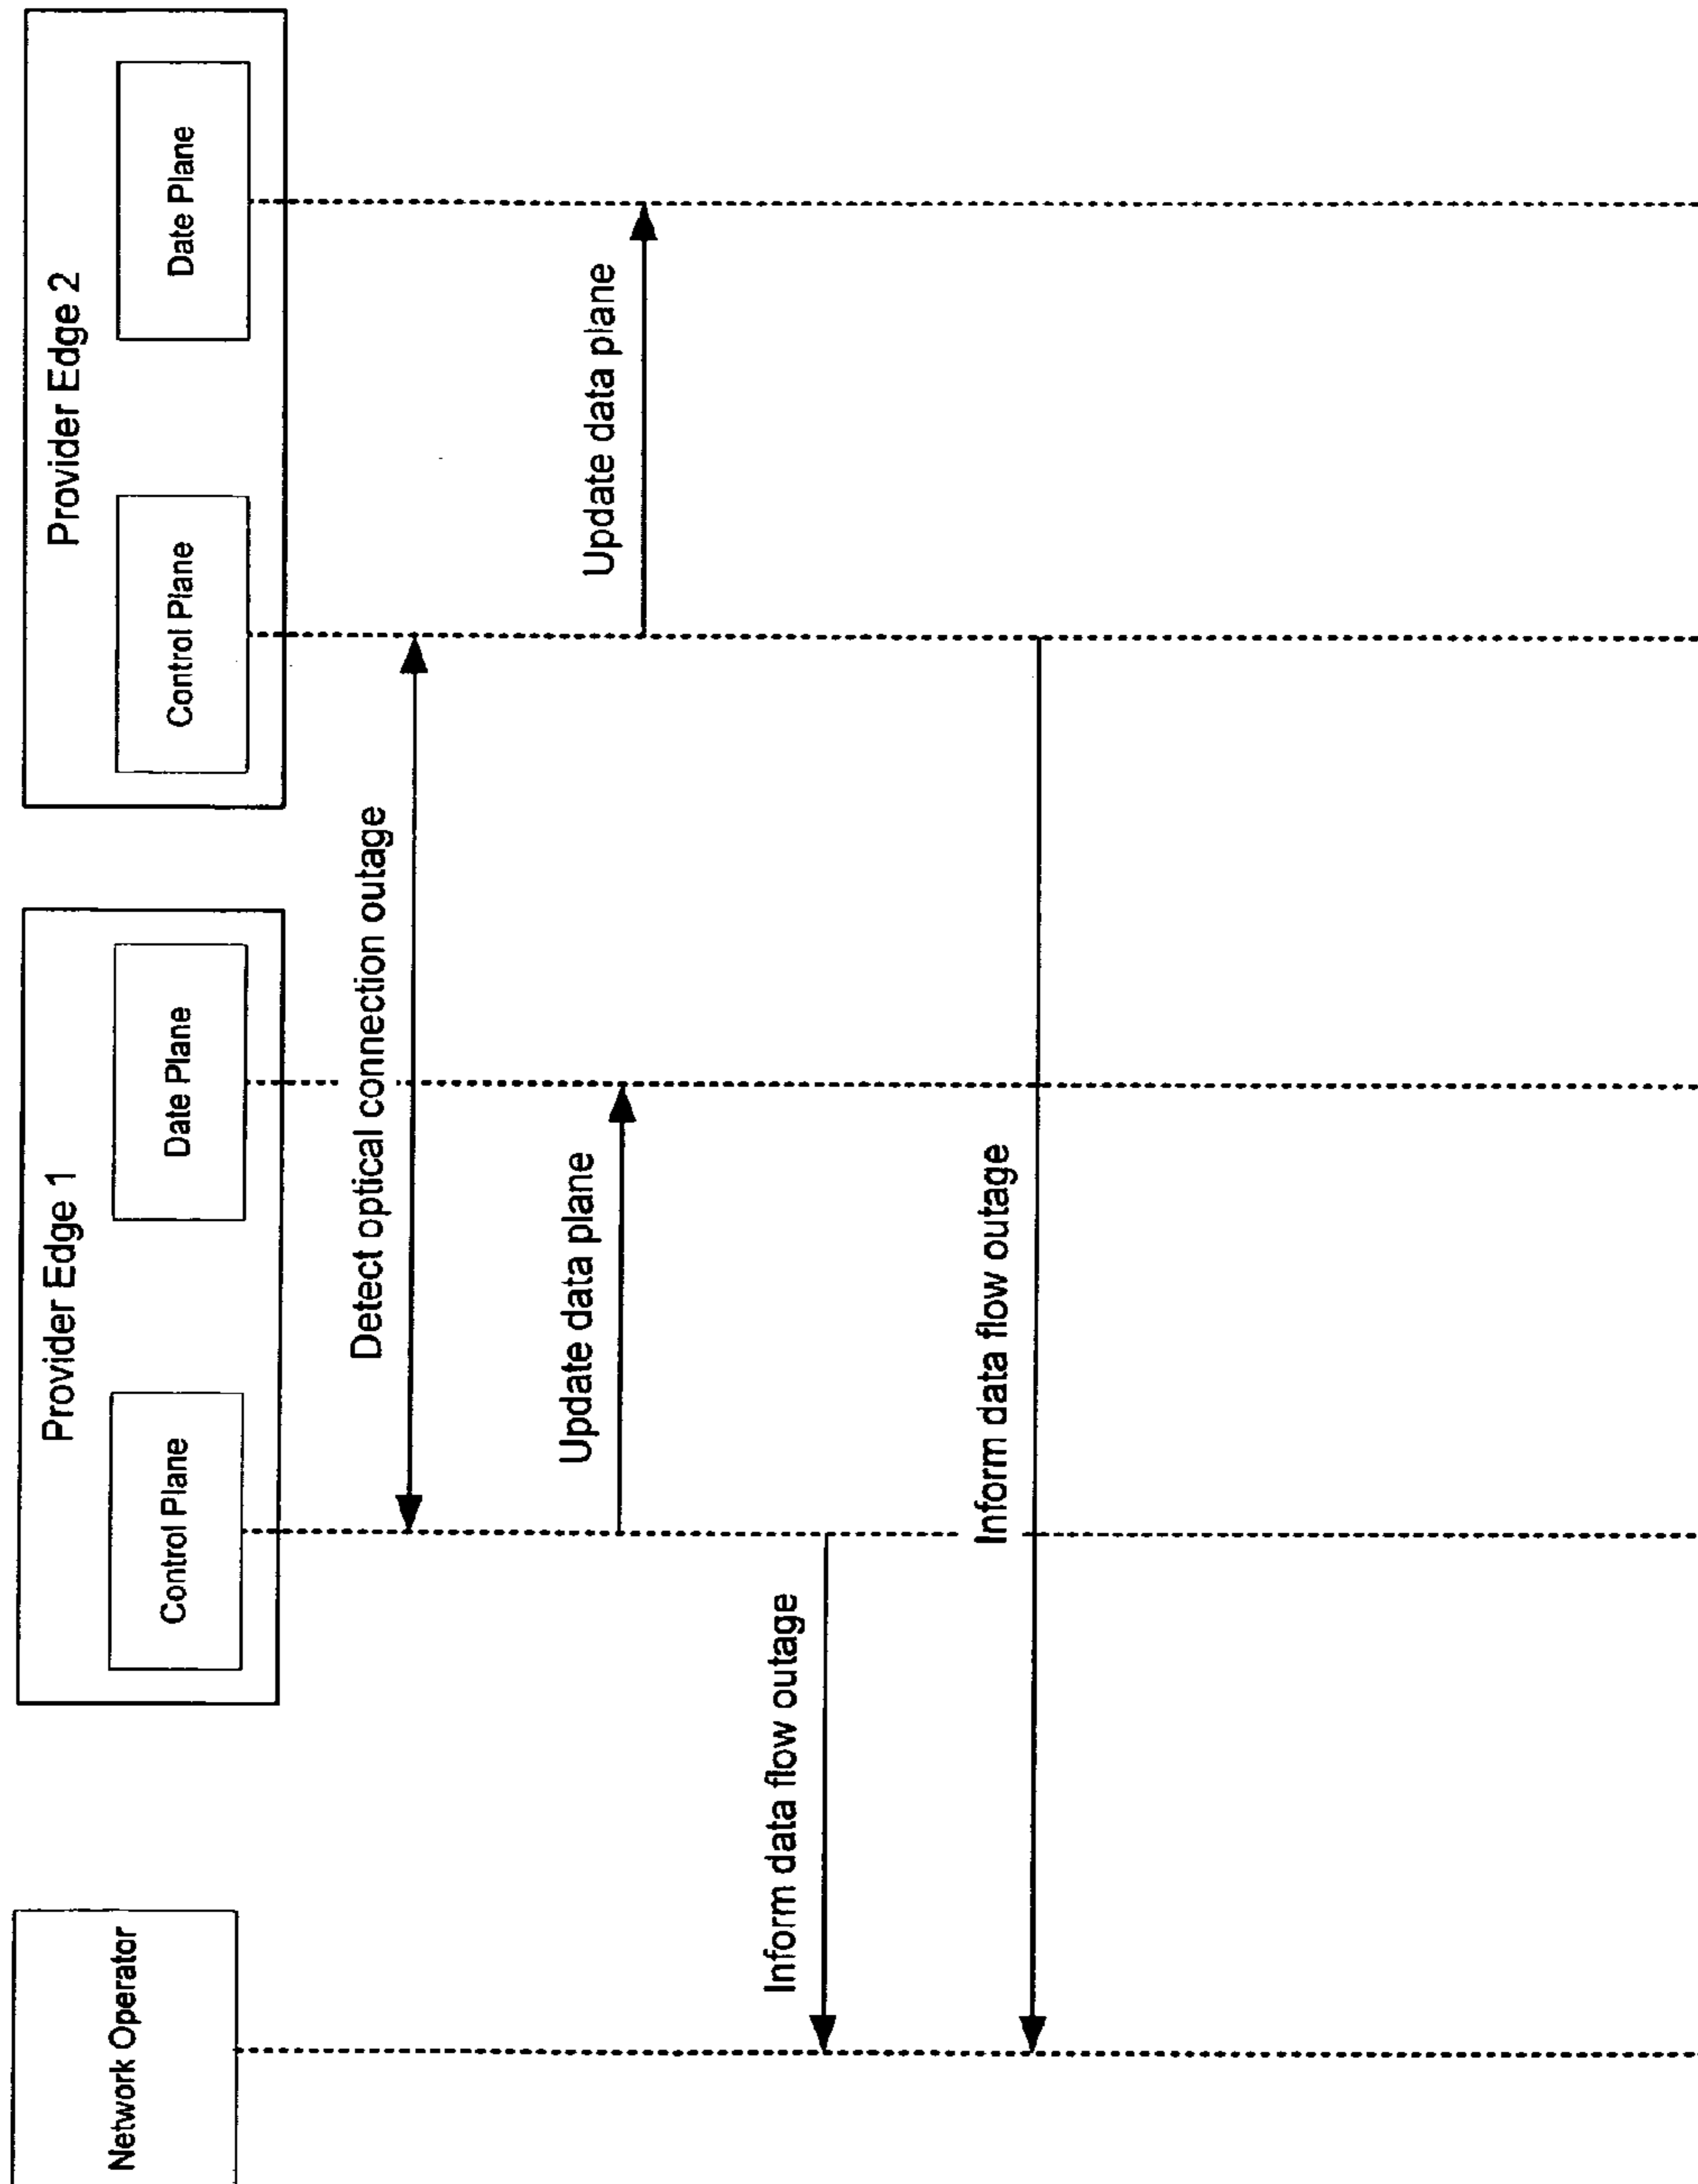 Network Operator
Provider Edge 1
Control Plane
Date Plane
Provider Edge 2
Control Plane
Date Plane
Detect optical connection outage
Update data plane
Update data plane
Inform data flow outage
Inform data flow outage